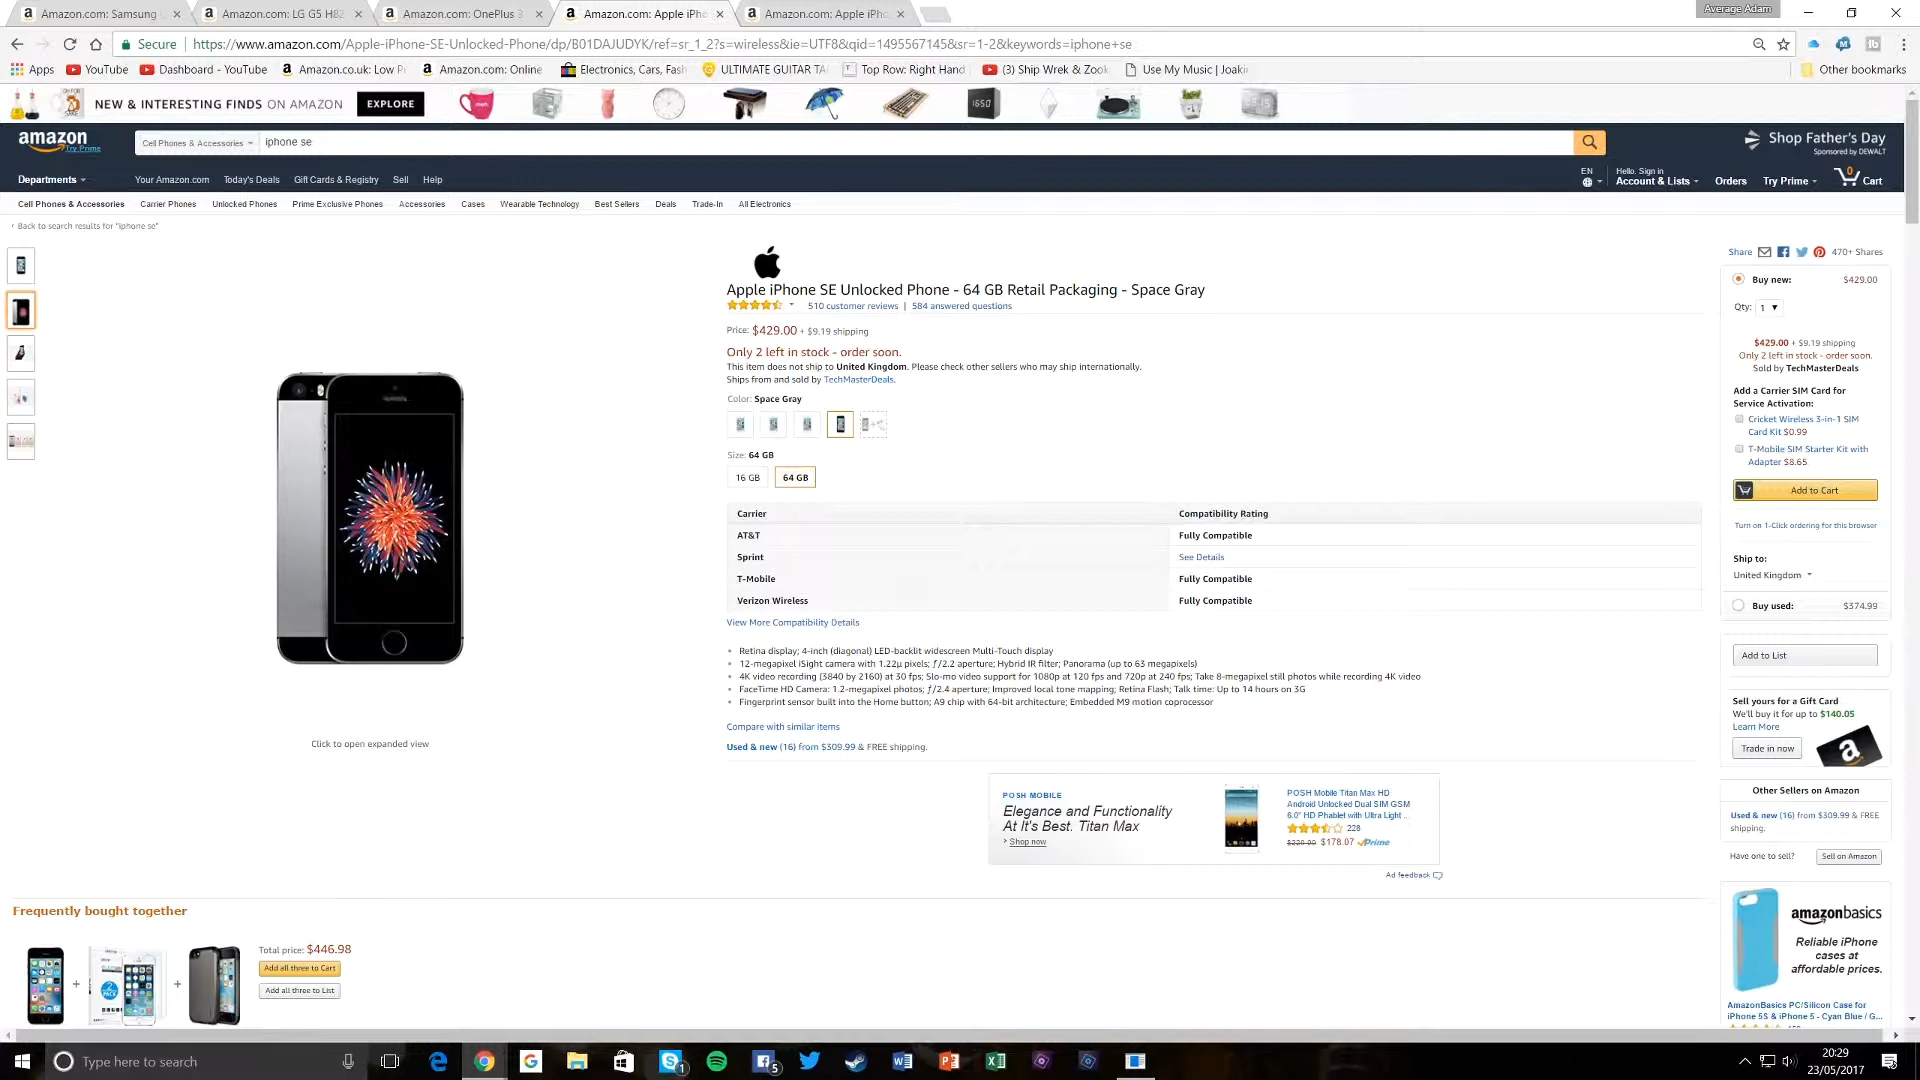 Amazon.com: Samsung
Amazon.com: LG G5 H82
Amazon.com: OnePlus 3
Amazon.com: Apple iPho
Amazon.com: Apple iPho
Average Adam
Secure
https://www.amazon.com/Apple-iPhone-SE-Unlocked-Phone/dp/B01DAJUDYK/ref=sr_1_2?s=wireless&ie=UTF8&qid=1495567145&sr=1-2&keywords=iphone+se
Apps
YouTube
Dashboard - YouTube
Amazon.co.uk: Low P
Amazon.com: Online
Electronics, Cars, Fash
ULTIMATE GUITAR TA
Top Row: Right Hand
(3) Ship Wrek & Zook
Use My Music | Joaki
Other bookmarks
NEW & INTERESTING FINDS ON AMAZON
EXPLORE
amazon
Try Prime
Cell Phones & Accessories
iphone se
Shop Father's Day
Sponsored by DEWALT
Departments
Your Amazon.com
Today's Deals
Gift Cards & Registry
Sell
Help
EN
Hello. Sign in
Account & Lists
Orders
Try Prime
0
Cart
Cell Phones & Accessories
Carrier Phones
Unlocked Phones
Prime Exclusive Phones
Accessories
Cases
Wearable Technology
Best Sellers
Deals
Trade-In
All Electronics
‹ Back to search results for "iphone se"
Share
470+ Shares
Apple iPhone SE Unlocked Phone - 64 GB Retail Packaging - Space Gray
510 customer reviews | 584 answered questions
Price: $429.00 + $9.19 shipping
Only 2 left in stock - order soon.
This item does not ship to United Kingdom. Please check other sellers who may ship internationally.
Ships from and sold by TechMasterDeals.
Color: Space Gray
Size: 64 GB
16 GB
64 GB
Carrier
Compatibility Rating
AT&T
Fully Compatible
Sprint
See Details
T-Mobile
Fully Compatible
Verizon Wireless
Fully Compatible
View More Compatibility Details
• Retina display; 4-inch (diagonal) LED-backlit widescreen Multi-Touch display
• 12-megapixel iSight camera with 1.22µ pixels; ƒ/2.2 aperture; Hybrid IR filter; Panorama (up to 63 megapixels)
• 4K video recording (3840 by 2160) at 30 fps; Slo-mo video support for 1080p at 120 fps and 720p at 240 fps; Take 8-megapixel still photos while recording 4K video
• FaceTime HD Camera: 1.2-megapixel photos; ƒ/2.4 aperture; Improved local tone mapping; Retina Flash; Talk time: Up to 14 hours on 3G
• Fingerprint sensor built into the Home button; A9 chip with 64-bit architecture; Embedded M9 motion coprocessor
Compare with similar items
Used & new (16) from $309.99 & FREE shipping.
Click to open expanded view
POSH MOBILE
Elegance and Functionality
At It's Best. Titan Max
› Shop now
POSH Mobile Titan Max HD
Android Unlocked Dual SIM GSM
6.0" HD Phablet with Ultra Light ...
228
$229.99 $178.07 Prime
Ad feedback
Buy new:
$429.00
Qty: 1
$429.00 + $9.19 shipping
Only 2 left in stock - order soon.
Sold by TechMasterDeals
Add a Carrier SIM Card for
Service Activation:
Cricket Wireless 3-in-1 SIM
Card Kit $0.99
T-Mobile SIM Starter Kit with
Adapter $8.65
Add to Cart
Turn on 1-Click ordering for this browser
Ship to:
United Kingdom
Buy used:
$374.99
Add to List
Sell yours for a Gift Card
We'll buy it for up to $140.05
Learn More
Trade in now
a
Other Sellers on Amazon
Used & new (16) from $309.99 & FREE
shipping.
Have one to sell?
Sell on Amazon
amazonbasics
Reliable iPhone
cases at
affordable prices.
AmazonBasics PC/Silicon Case for
iPhone 5S & iPhone 5 - Cyan Blue / G...
Frequently bought together
Total price: $446.98
Add all three to Cart
Add all three to List
+
+
Type here to search
1
5
20:29
23/05/2017